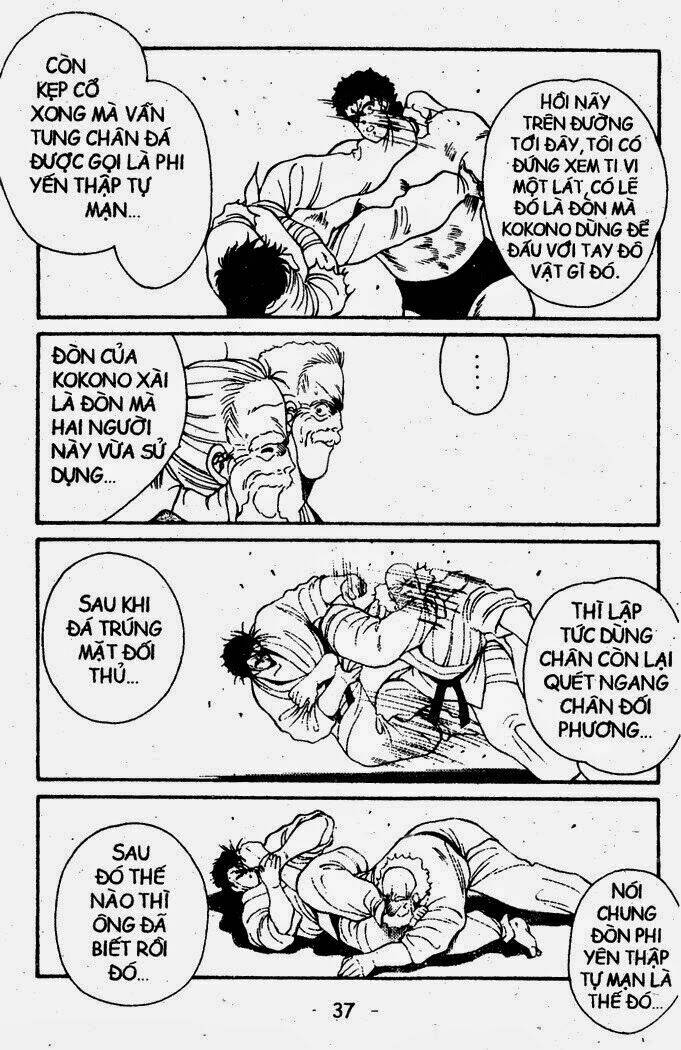 CÒN
KẸP CỔ
XONG MÀ VẪN
TUNG CHÂN ĐÁ
ĐƯỢC GỌI LÀ PHI
YẾN THẬP TỰ
MẠN...
HỒI NÃY
TRÊN ĐƯỜNG
TỚI ĐÂY, TÔI CÓ
ĐỨNG XEM TI VI
MỘT LÁT, CÓ LẼ
ĐÓ LÀ ĐÒN MÀ
KOKONO DÙNG ĐỂ
ĐẤU VỚI TAY ĐÔ
VẬT GÌ ĐÓ.
ĐÒN CỦA
KOKONO XÀI
LÀ ĐÒN MÀ
HAI NGƯỜI
NÀY VỪA SỬ
DỤNG...
....
SAU KHI
ĐÁ TRÚNG
MẶT ĐỐI
THỦ...
THÌ LẬP
TỨC DÙNG
CHÂN CÒN LẠI
QUÉT NGANG
CHÂN ĐỐI
PHƯƠNG...
SAU
ĐÓ THẾ
NÀO THÌ
ÔNG ĐÃ
BIẾT RỒI
ĐÓ...
NÓI
CHUNG
ĐÒN PHI
YẾN THẬP
TỰ MẠN LÀ
THẾ ĐÓ...
- 37 -